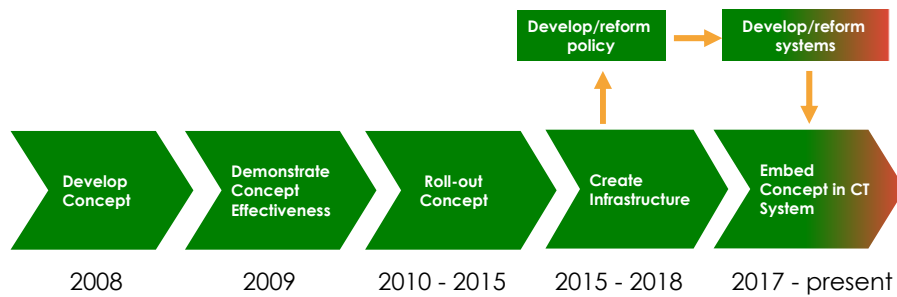 Develop/reform
policy
Develop/reform
systems
Develop
Concept
Demonstrate
Concept
Effectiveness
Roll-out
Concept
Create
Infrastructure
Embed
Concept in CT
System
2008
2009
2010 - 2015
2015 - 2018
2017 - present